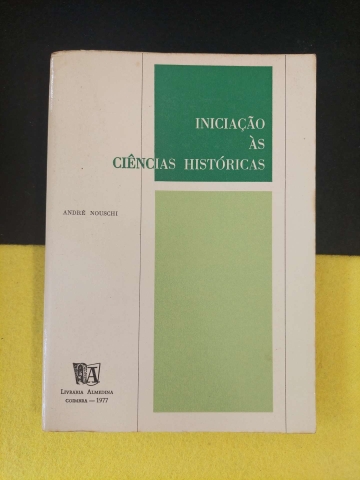 INICIAÇÃO
ÀS
CIÊNCIAS HISTÓRICAS
ANDRÉ NOUSCHI
LIVRARIA ALMEDINA
COIMBRA — 1977